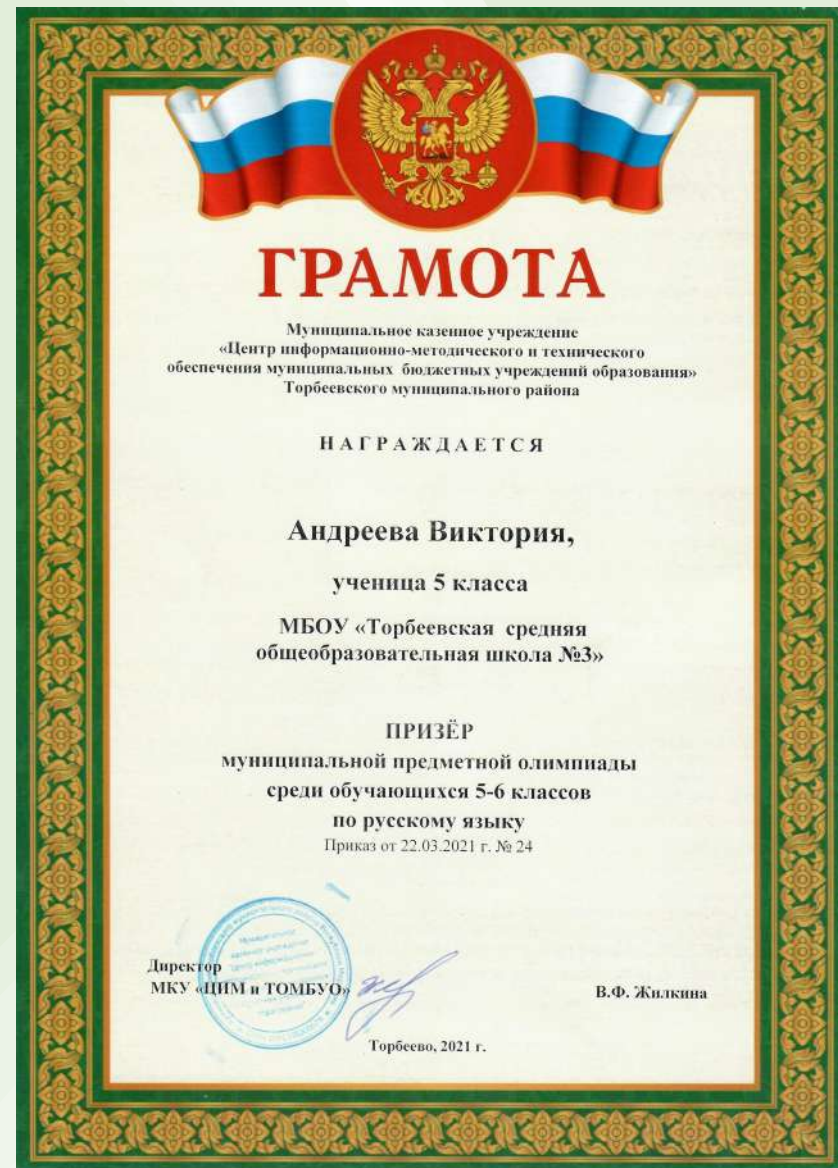 ГРАМОТА
Муниципальное казенное учреждение
«Центр информационно-методического и технического
обеспечения муниципальных бюджетных учреждений образования»
Торбеевского муниципального района
НАГРАЖДАЕТСЯ
Андреева Виктория,
ученица 5 класса
МБОУ «Торбеевская средняя
общеобразовательная школа №3»
ПРИЗЁР
муниципальной предметной олимпиады
среди обучающихся 5-6 классов
по русскому языку
Приказ от 22.03.2021 г. № 24
Директор
МКУ «ЦИМ и ТОМБУО»
В.Ф. Жилкина
Торбеево, 2021 г.